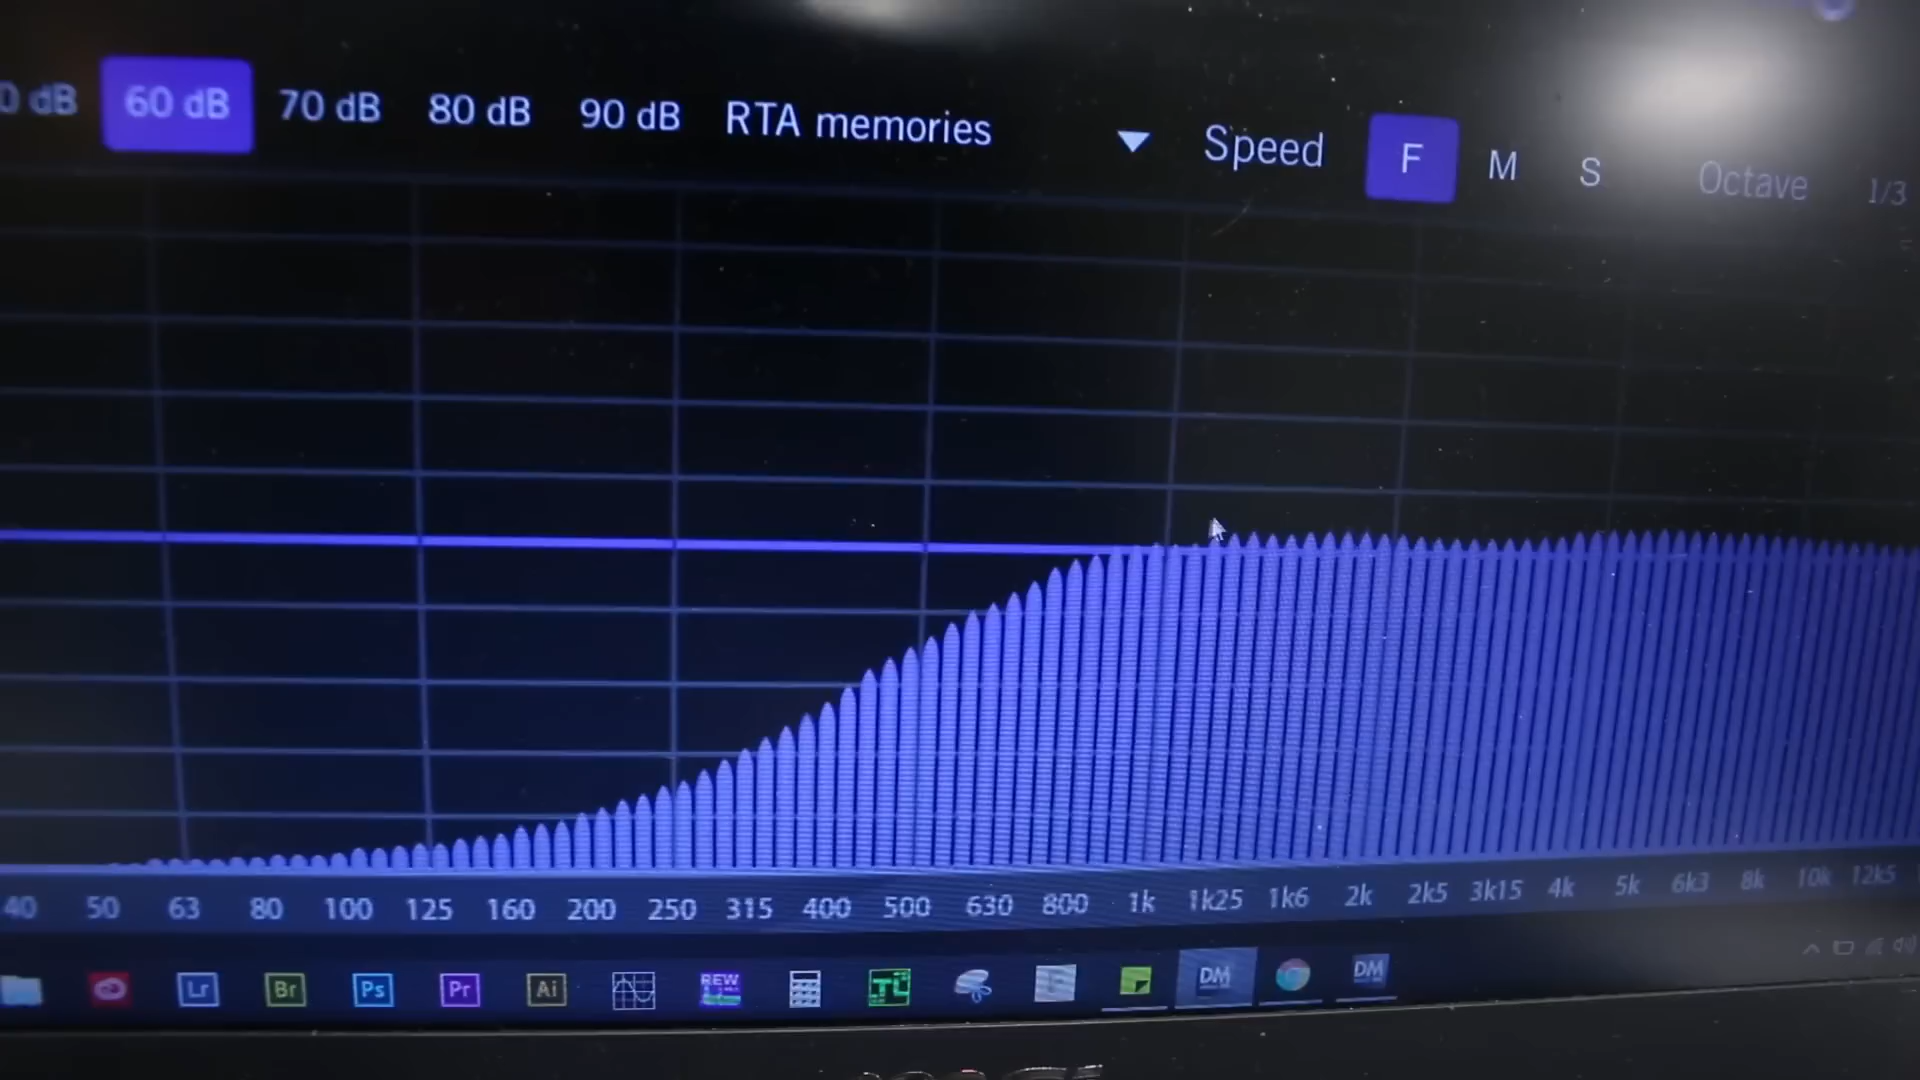 0 dB 60 dB 70 dB 80 dB 90 dB RTA memories Speed F M S Octave 1/3
40 50 63 80 100 125 160 200 250 315 400 500 630 800 1k 1k25 1k6 2k 2k5 3k15 4k 5k 6k3 8k 10k 12k5
Lr Br Ps Pr Ai REW TC DM DM